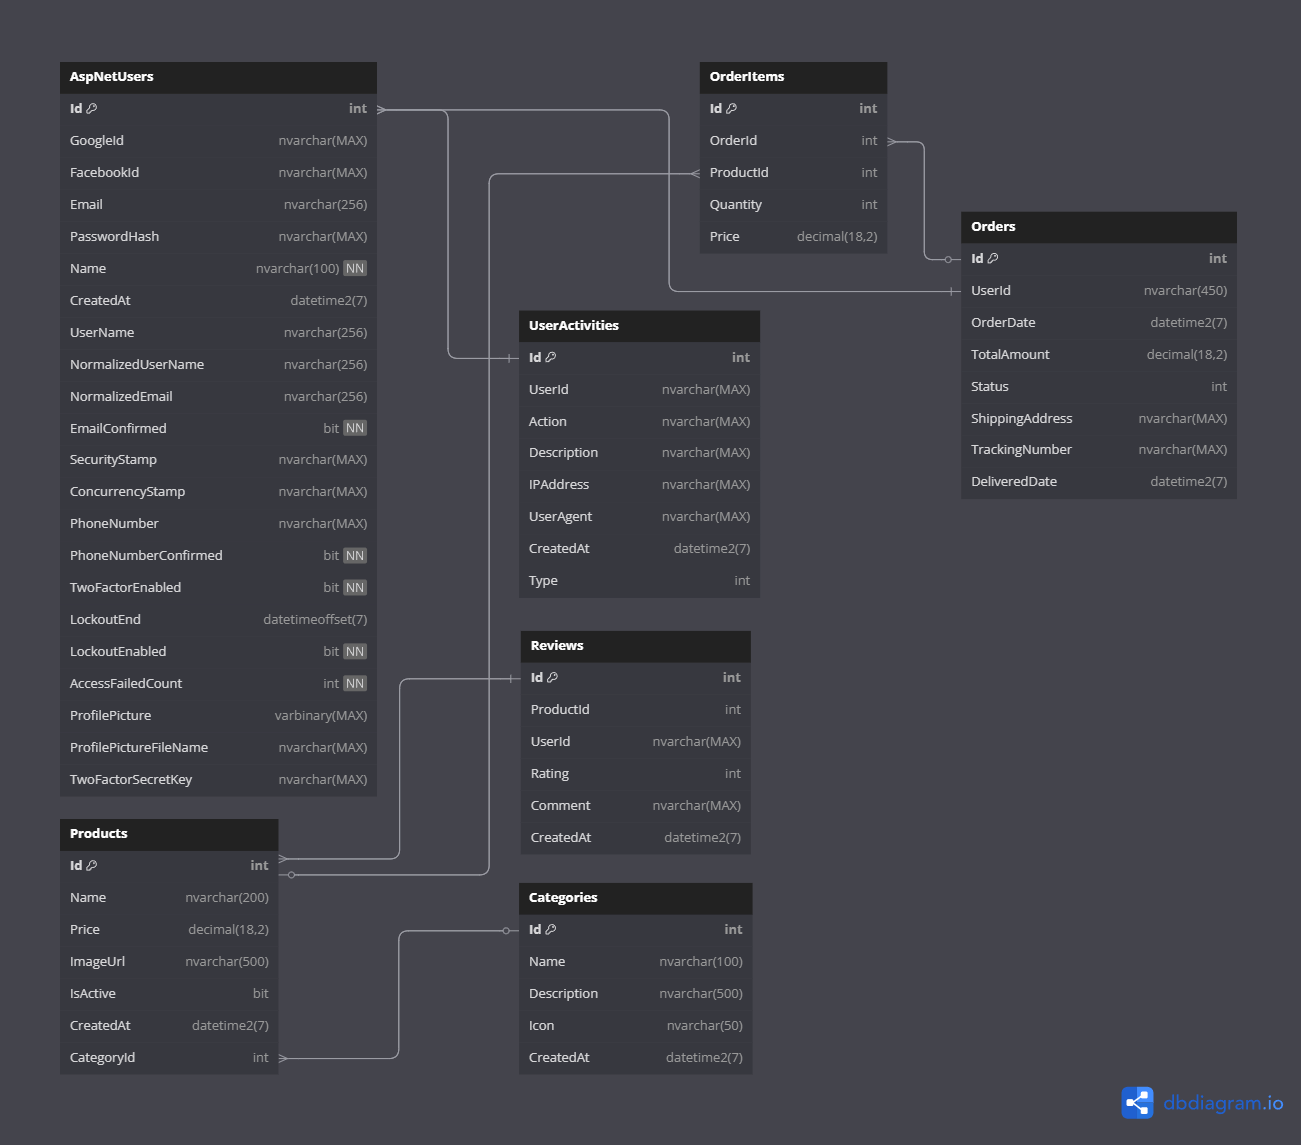 AspNetUsers
Id int
GoogleId nvarchar(MAX)
FacebookId nvarchar(MAX)
Email nvarchar(256)
PasswordHash nvarchar(MAX)
Name nvarchar(100) NN
CreatedAt datetime2(7)
UserName nvarchar(256)
NormalizedUserName nvarchar(256)
NormalizedEmail nvarchar(256)
EmailConfirmed bit NN
SecurityStamp nvarchar(MAX)
ConcurrencyStamp nvarchar(MAX)
PhoneNumber nvarchar(MAX)
PhoneNumberConfirmed bit NN
TwoFactorEnabled bit NN
LockoutEnd datetimeoffset(7)
LockoutEnabled bit NN
AccessFailedCount int NN
ProfilePicture varbinary(MAX)
ProfilePictureFileName nvarchar(MAX)
TwoFactorSecretKey nvarchar(MAX)
Products
Id int
Name nvarchar(200)
Price decimal(18,2)
ImageUrl nvarchar(500)
IsActive bit
CreatedAt datetime2(7)
CategoryId int
OrderItems
Id int
OrderId int
ProductId int
Quantity int
Price decimal(18,2)
UserActivities
Id int
UserId nvarchar(MAX)
Action nvarchar(MAX)
Description nvarchar(MAX)
IPAddress nvarchar(MAX)
UserAgent nvarchar(MAX)
CreatedAt datetime2(7)
Type int
Reviews
Id int
ProductId int
UserId nvarchar(MAX)
Rating int
Comment nvarchar(MAX)
CreatedAt datetime2(7)
Categories
Id int
Name nvarchar(100)
Description nvarchar(500)
Icon nvarchar(50)
CreatedAt datetime2(7)
Orders
Id int
UserId nvarchar(450)
OrderDate datetime2(7)
TotalAmount decimal(18,2)
Status int
ShippingAddress nvarchar(MAX)
TrackingNumber nvarchar(MAX)
DeliveredDate datetime2(7)
dbdiagram.io